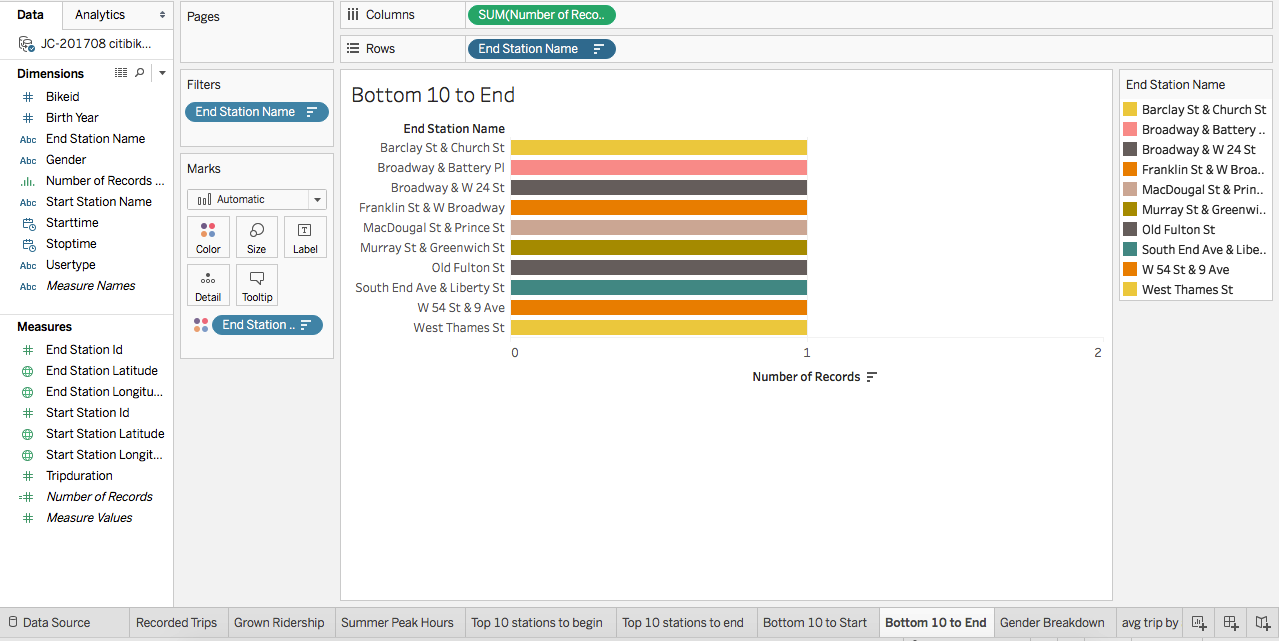 Data
Analytics
JC-201708 citibik...
Dimensions
Bikeid
Birth Year
Abc End Station Name
Abc Gender
Number of Records ...
Abc Start Station Name
Starttime
Stoptime
Abc Usertype
Abc Measure Names
Measures
End Station Id
End Station Latitude
End Station Longitu...
Start Station Id
Start Station Latitude
Start Station Longit...
Tripduration
Number of Records
Measure Values
Pages
Filters
End Station Name
Marks
Automatic
Color Size Label
Detail Tooltip
End Station ..
Columns SUM(Number of Reco..
Rows End Station Name
Bottom 10 to End
End Station Name
Barclay St & Church St
Broadway & Battery Pl
Broadway & W 24 St
Franklin St & W Broadway
MacDougal St & Prince St
Murray St & Greenwich St
Old Fulton St
South End Ave & Liberty St
W 54 St & 9 Ave
West Thames St
0 1 2
Number of Records
End Station Name
Barclay St & Church St
Broadway & Battery ..
Broadway & W 24 St
Franklin St & W Broa..
MacDougal St & Prin..
Murray St & Greenwi..
Old Fulton St
South End Ave & Libe..
W 54 St & 9 Ave
West Thames St
Data Source Recorded Trips Grown Ridership Summer Peak Hours Top 10 stations to begin Top 10 stations to end Bottom 10 to Start Bottom 10 to End Gender Breakdown avg trip by